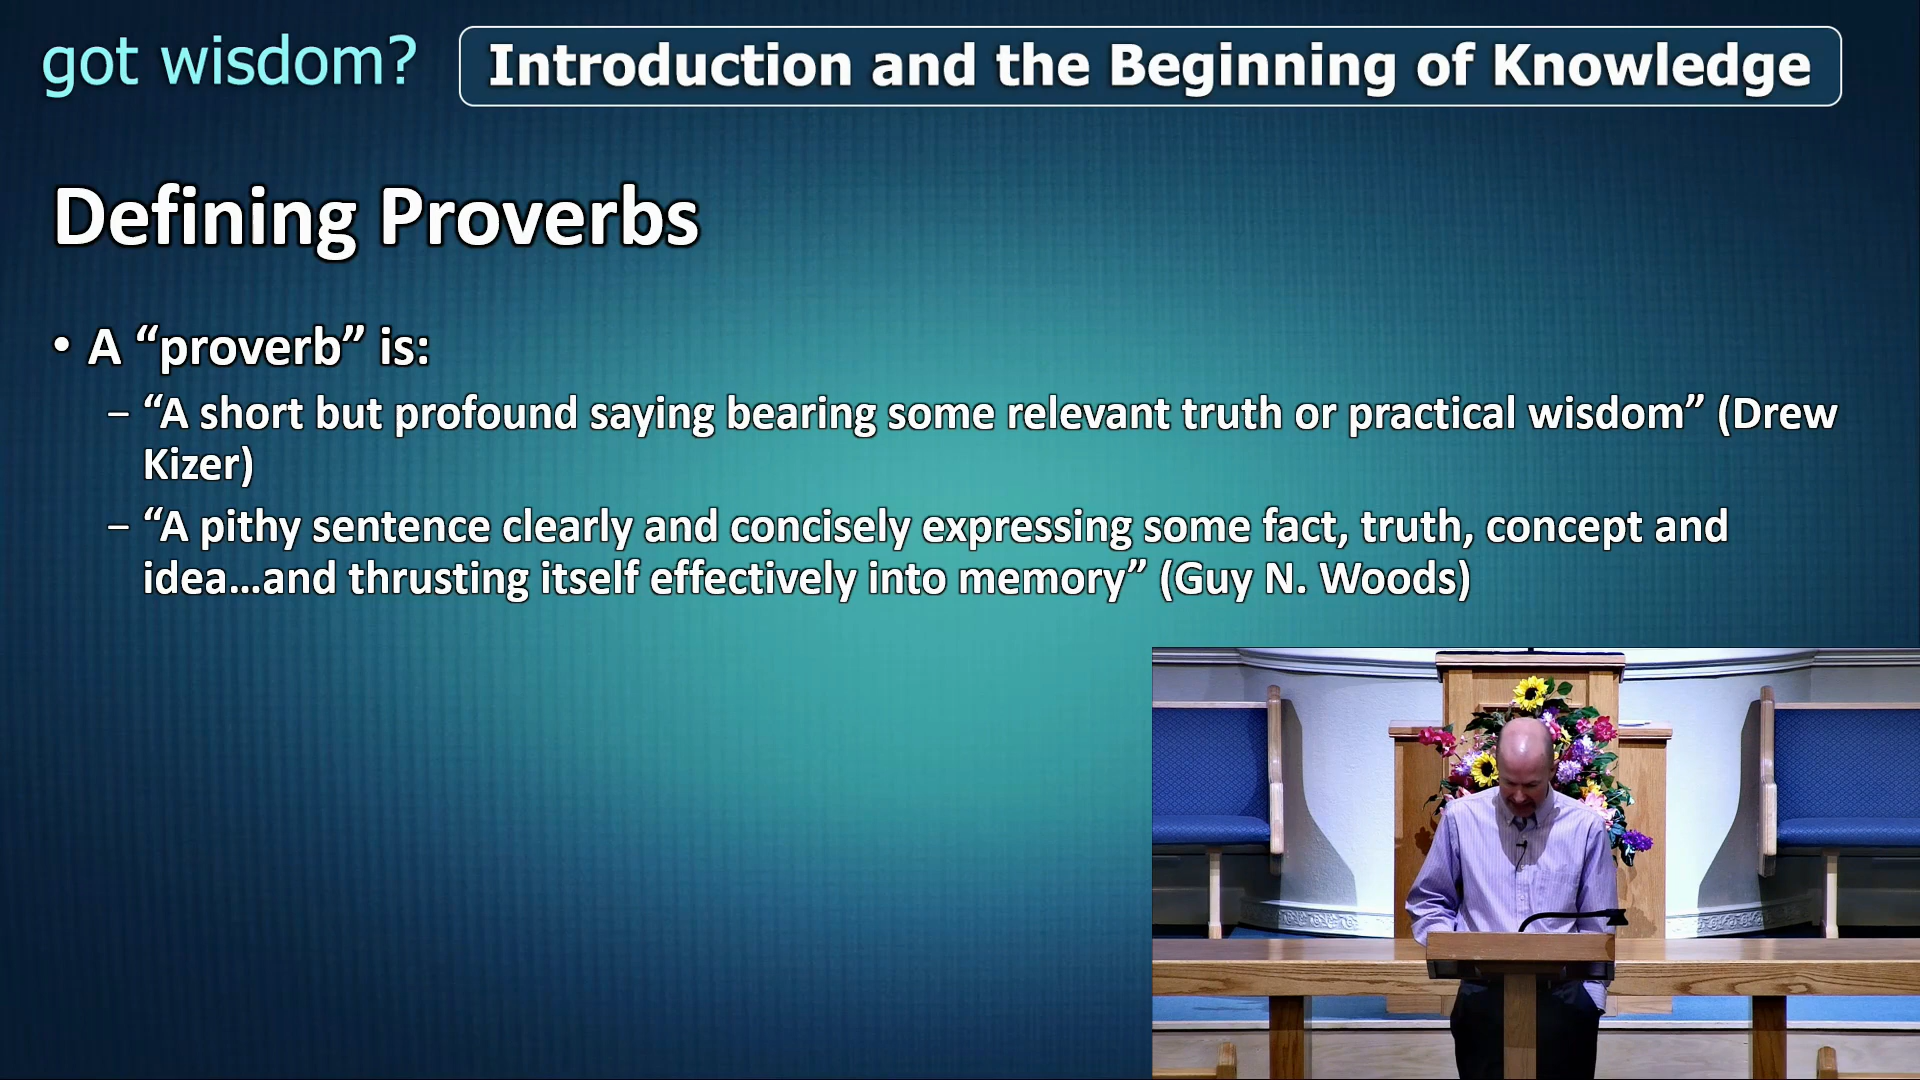 got wisdom?
Introduction and the Beginning of Knowledge
Defining Proverbs
• A “proverb” is:
– “A short but profound saying bearing some relevant truth or practical wisdom” (Drew
Kizer)
– “A pithy sentence clearly and concisely expressing some fact, truth, concept and
idea...and thrusting itself effectively into memory” (Guy N. Woods)